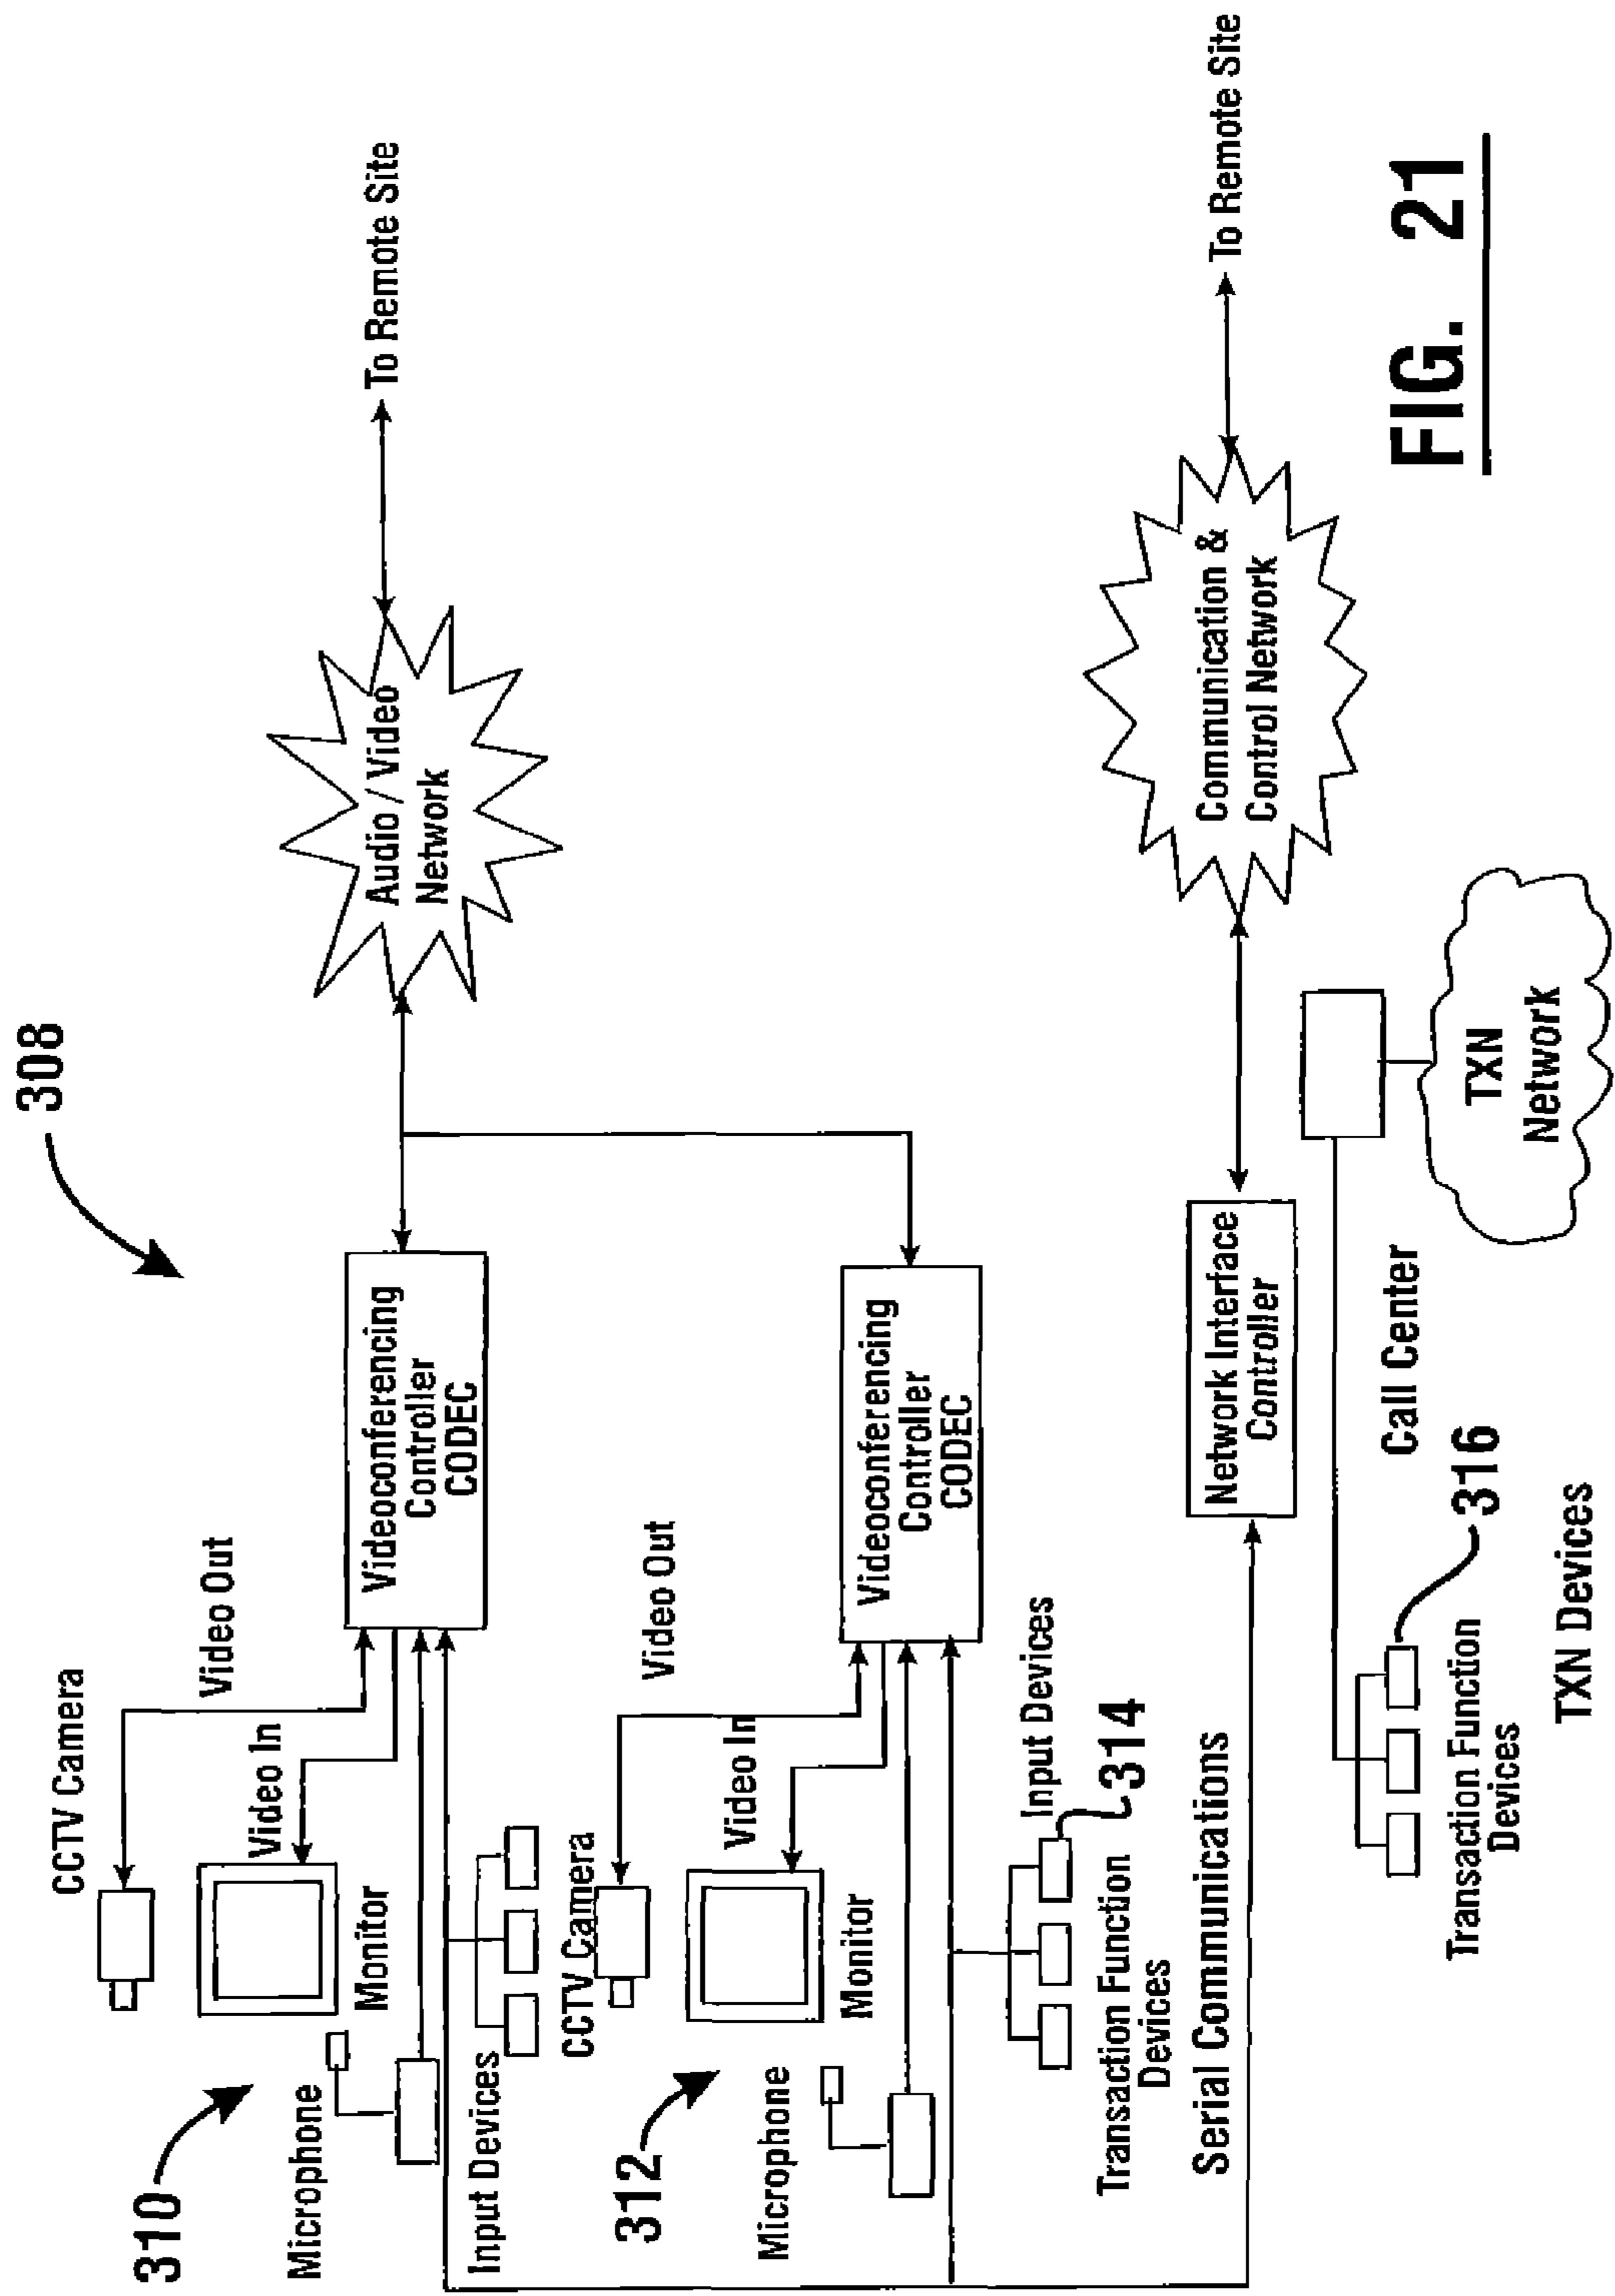 308
310
CCTV Camera
Video Out
Video In
Monitor
Microphone
Input Devices
Videoconferencing
Controller
CODEC
Audio / Video
Network
To Remote Site
312
CCTV Camera
Video Out
Video In
Monitor
Microphone
Input Devices
314
Transaction Function
Devices
Videoconferencing
Controller
CODEC
Serial Communications
Network Interface
Controller
Communication &
Control Network
To Remote Site
Call Center
TXN
Network
316
Transaction Function
Devices
TXN Devices
FIG. 21